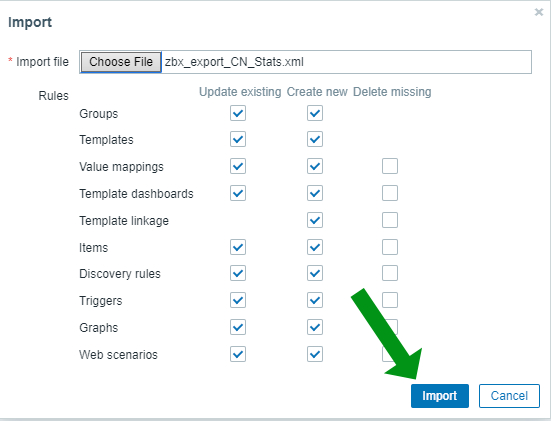 Import
* Import file Choose File zbx_export_CN_Stats.xml
Rules Update existing Create new Delete missing
Groups
Templates
Value mappings
Template dashboards
Template linkage
Items
Discovery rules
Triggers
Graphs
Web scenarios
Import Cancel